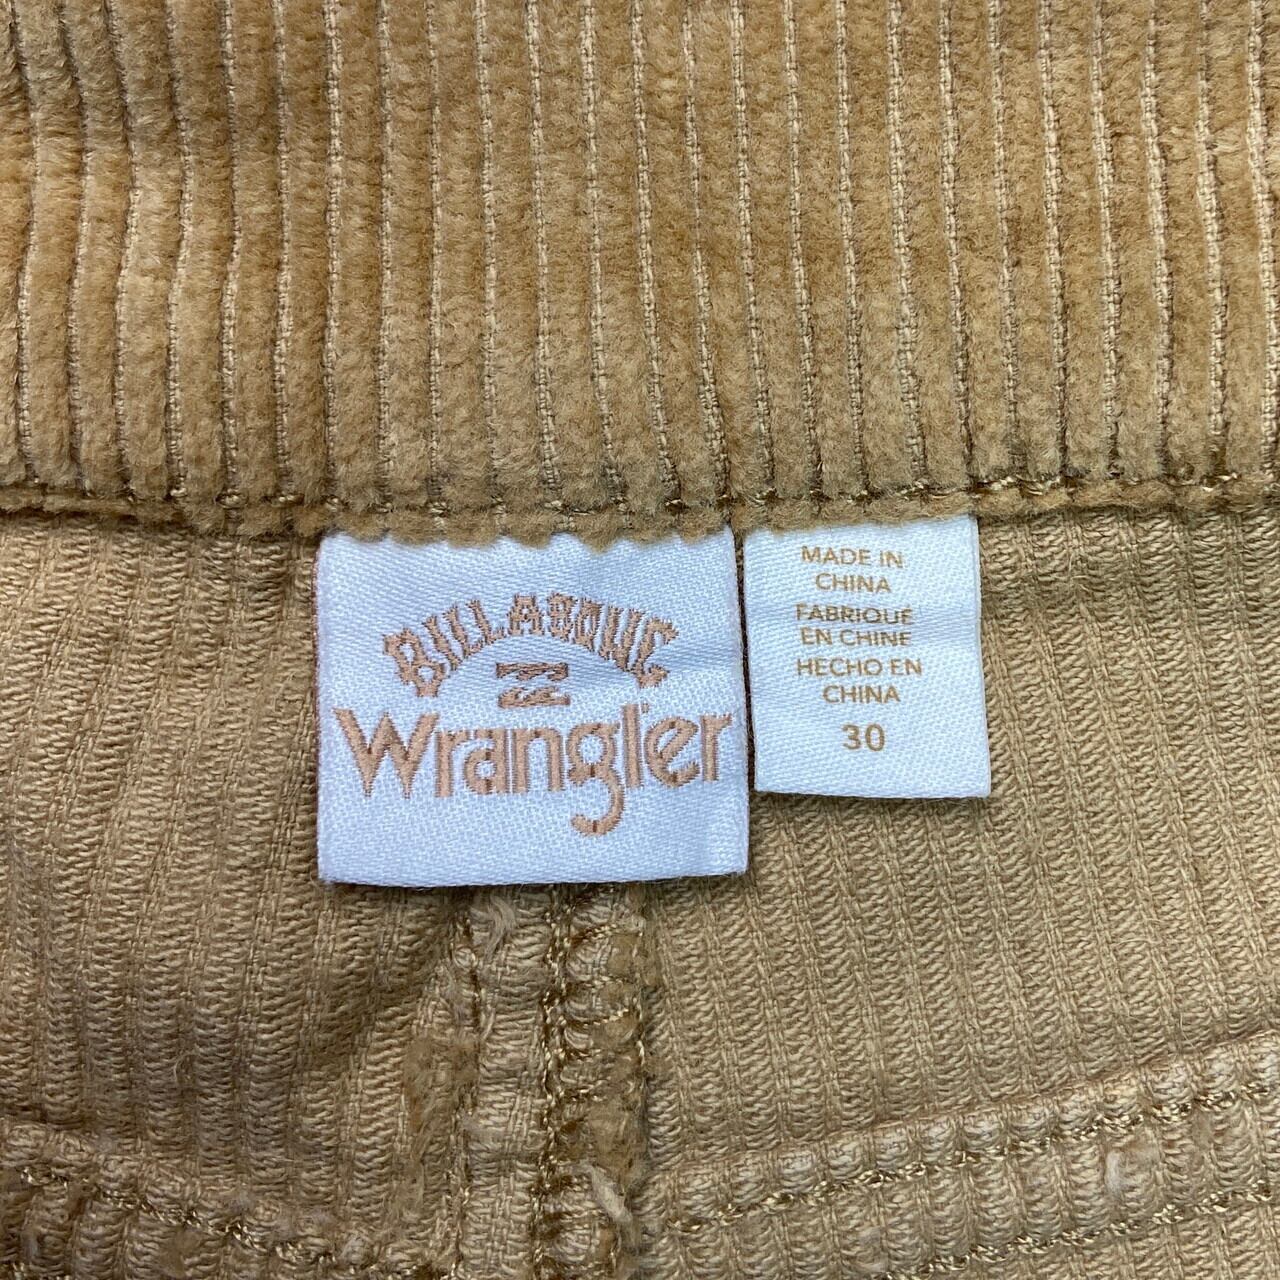 BILLABONG
Wrangler
MADE IN
CHINA
FABRIQUÉ
EN CHINE
HECHO EN
CHINA
30